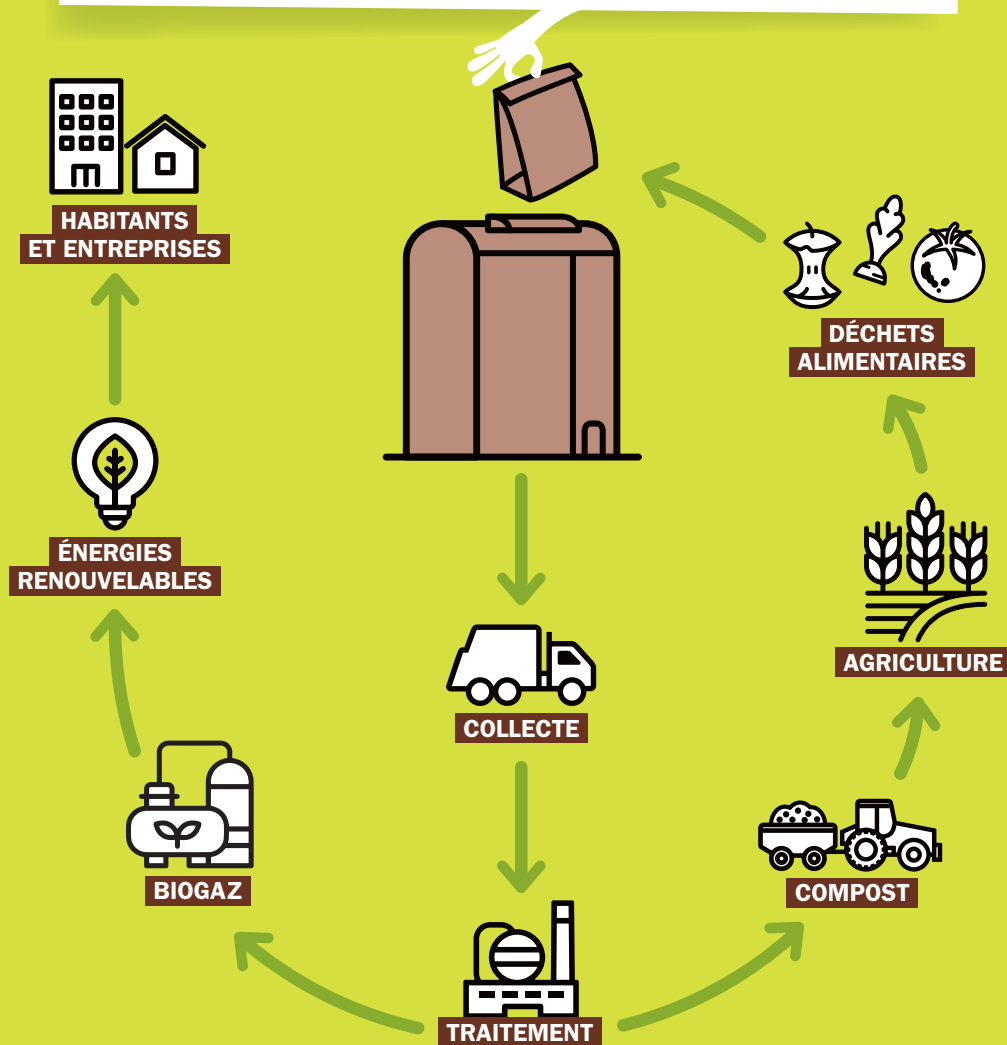 HABITANTS
ET ENTREPRISES
DÉCHETS
ALIMENTAIRES
ÉNERGIES
RENOUVELABLES
AGRICULTURE
COLLECTE
BIOGAZ
COMPOST
TRAITEMENT